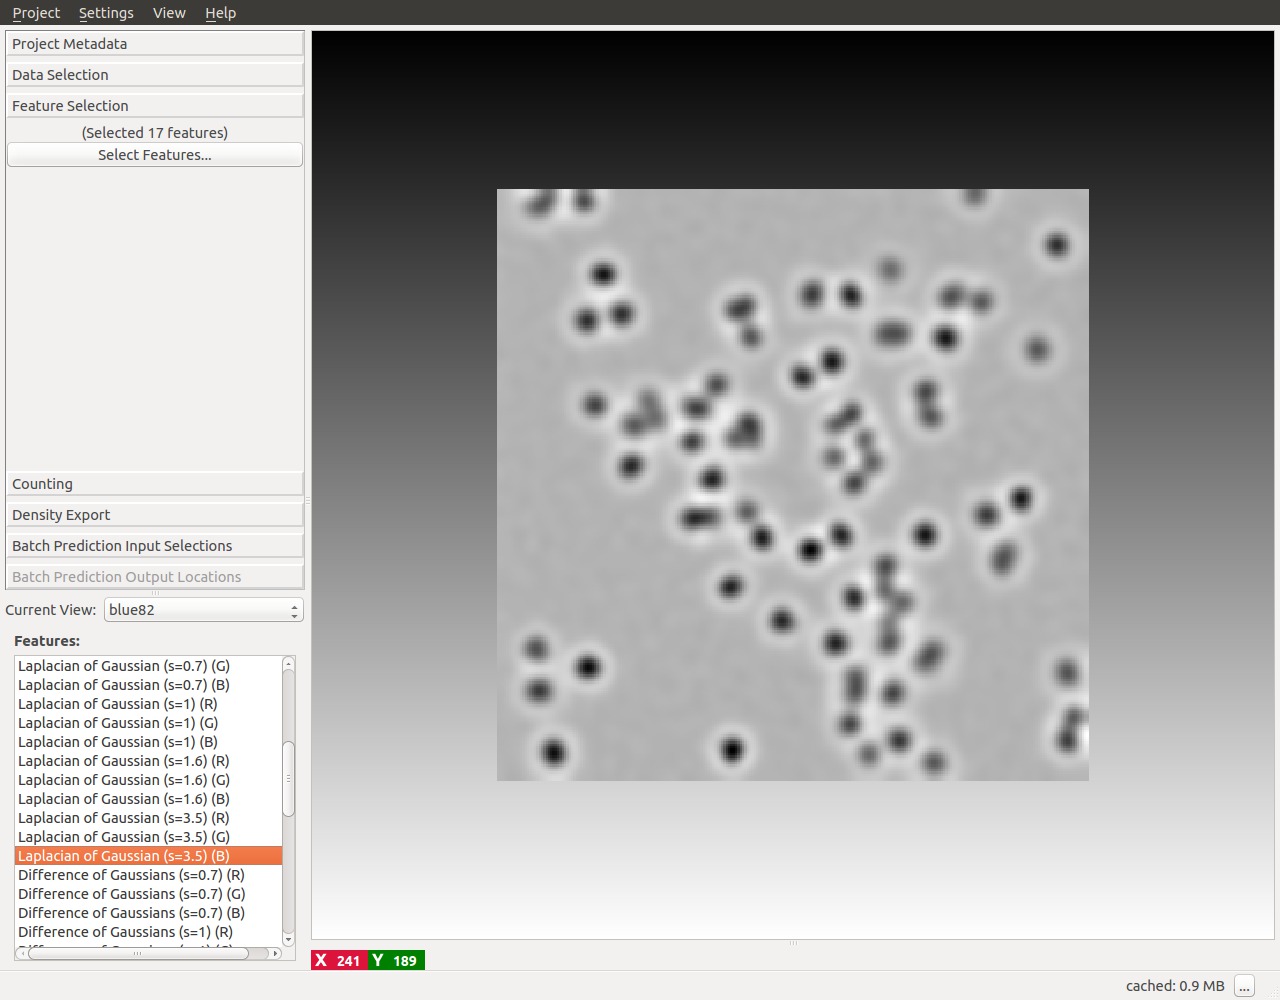 Project Settings View Help
Project Metadata
Data Selection
Feature Selection
(Selected 17 features)
Select Features...
Counting
Density Export
Batch Prediction Input Selections
Batch Prediction Output Locations
Current View: blue82
Features:
Laplacian of Gaussian (s=0.7) (G)
Laplacian of Gaussian (s=0.7) (B)
Laplacian of Gaussian (s=1) (R)
Laplacian of Gaussian (s=1) (G)
Laplacian of Gaussian (s=1) (B)
Laplacian of Gaussian (s=1.6) (R)
Laplacian of Gaussian (s=1.6) (G)
Laplacian of Gaussian (s=1.6) (B)
Laplacian of Gaussian (s=3.5) (R)
Laplacian of Gaussian (s=3.5) (G)
Laplacian of Gaussian (s=3.5) (B)
Difference of Gaussians (s=0.7) (R)
Difference of Gaussians (s=0.7) (G)
Difference of Gaussians (s=0.7) (B)
Difference of Gaussians (s=1) (R)
X 241 Y 189
cached: 0.9 MB ...